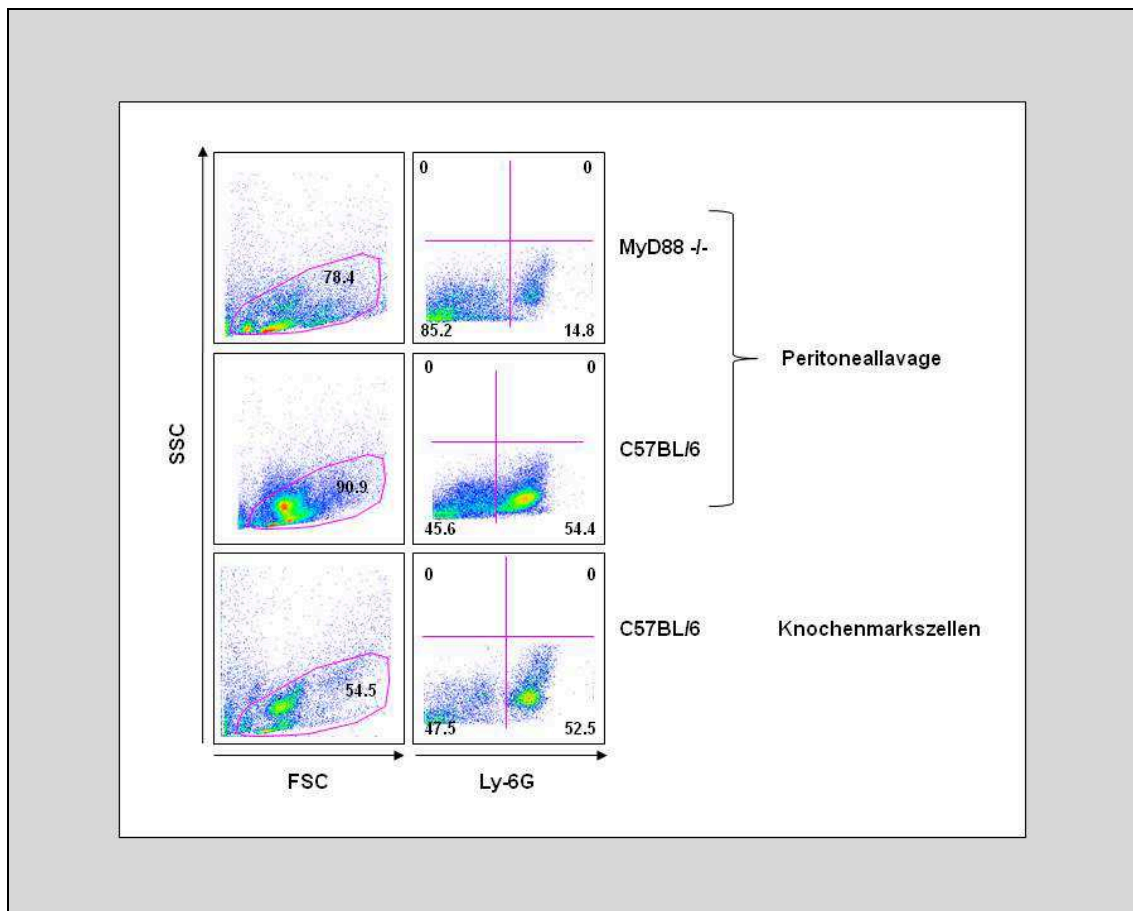 0 0
78.4
85.2 14.8
MyD88 -/-
0 0
90.9
45.6 54.4
C57BL/6
Peritoneallavage
0 0
54.5
47.5 52.5
C57BL/6
Knochenmarkszellen
SSC
FSC
Ly-6G